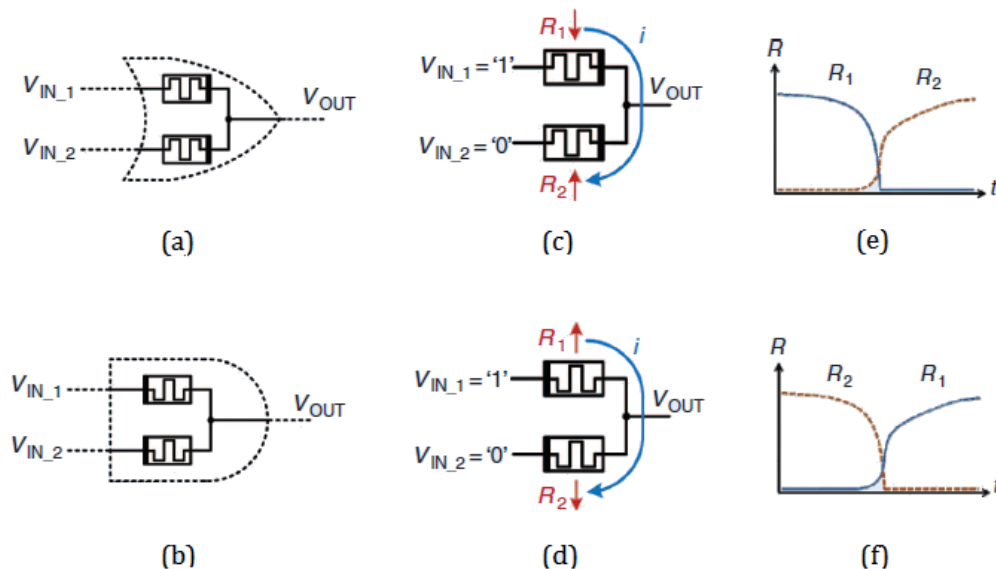 V_IN_1
V_IN_2
V_OUT
(a)
R_1
i
V_IN_1 = '1'
V_OUT
V_IN_2 = '0'
R_2
(c)
R
R_1
R_2
t
(e)
V_IN_1
V_IN_2
V_OUT
(b)
R_1
i
V_IN_1 = '1'
V_OUT
V_IN_2 = '0'
R_2
(d)
R
R_2
R_1
t
(f)